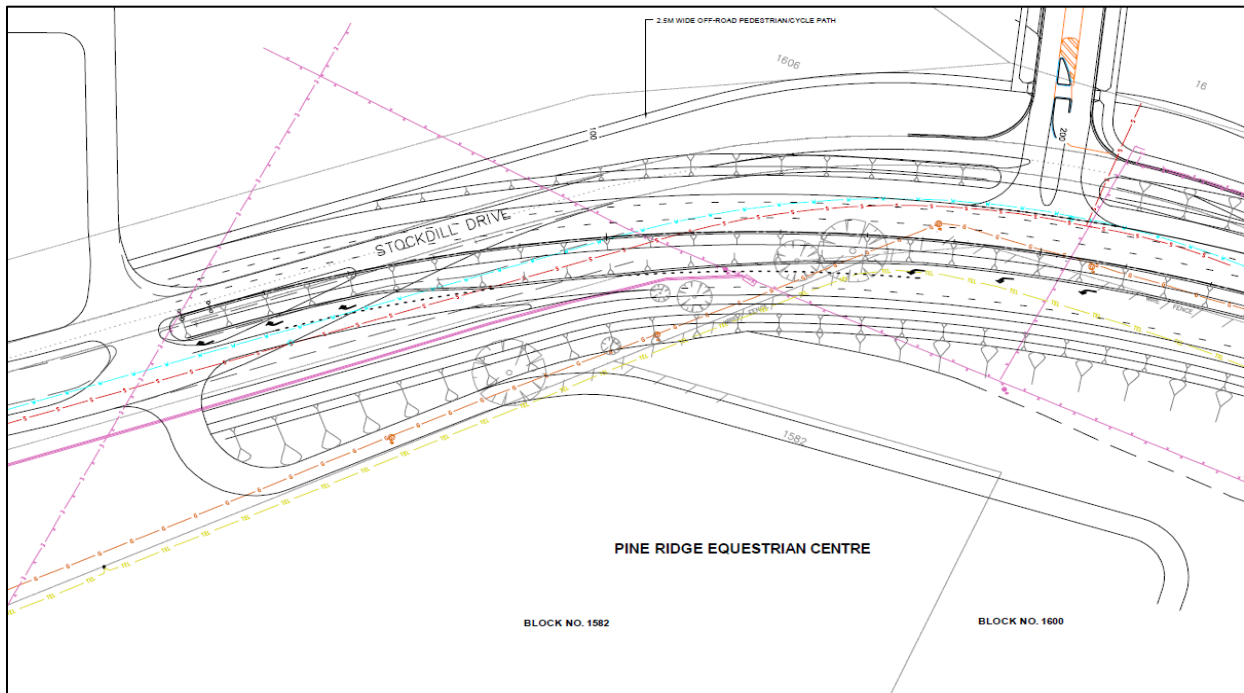 2.5M WIDE OFF-ROAD PEDESTRIAN/CYCLE PATH
1606
16
100
200
STOCKDILL DRIVE
FENCE
FENCE
1582
PINE RIDGE EQUESTRIAN CENTRE
BLOCK NO. 1582
BLOCK NO. 1600